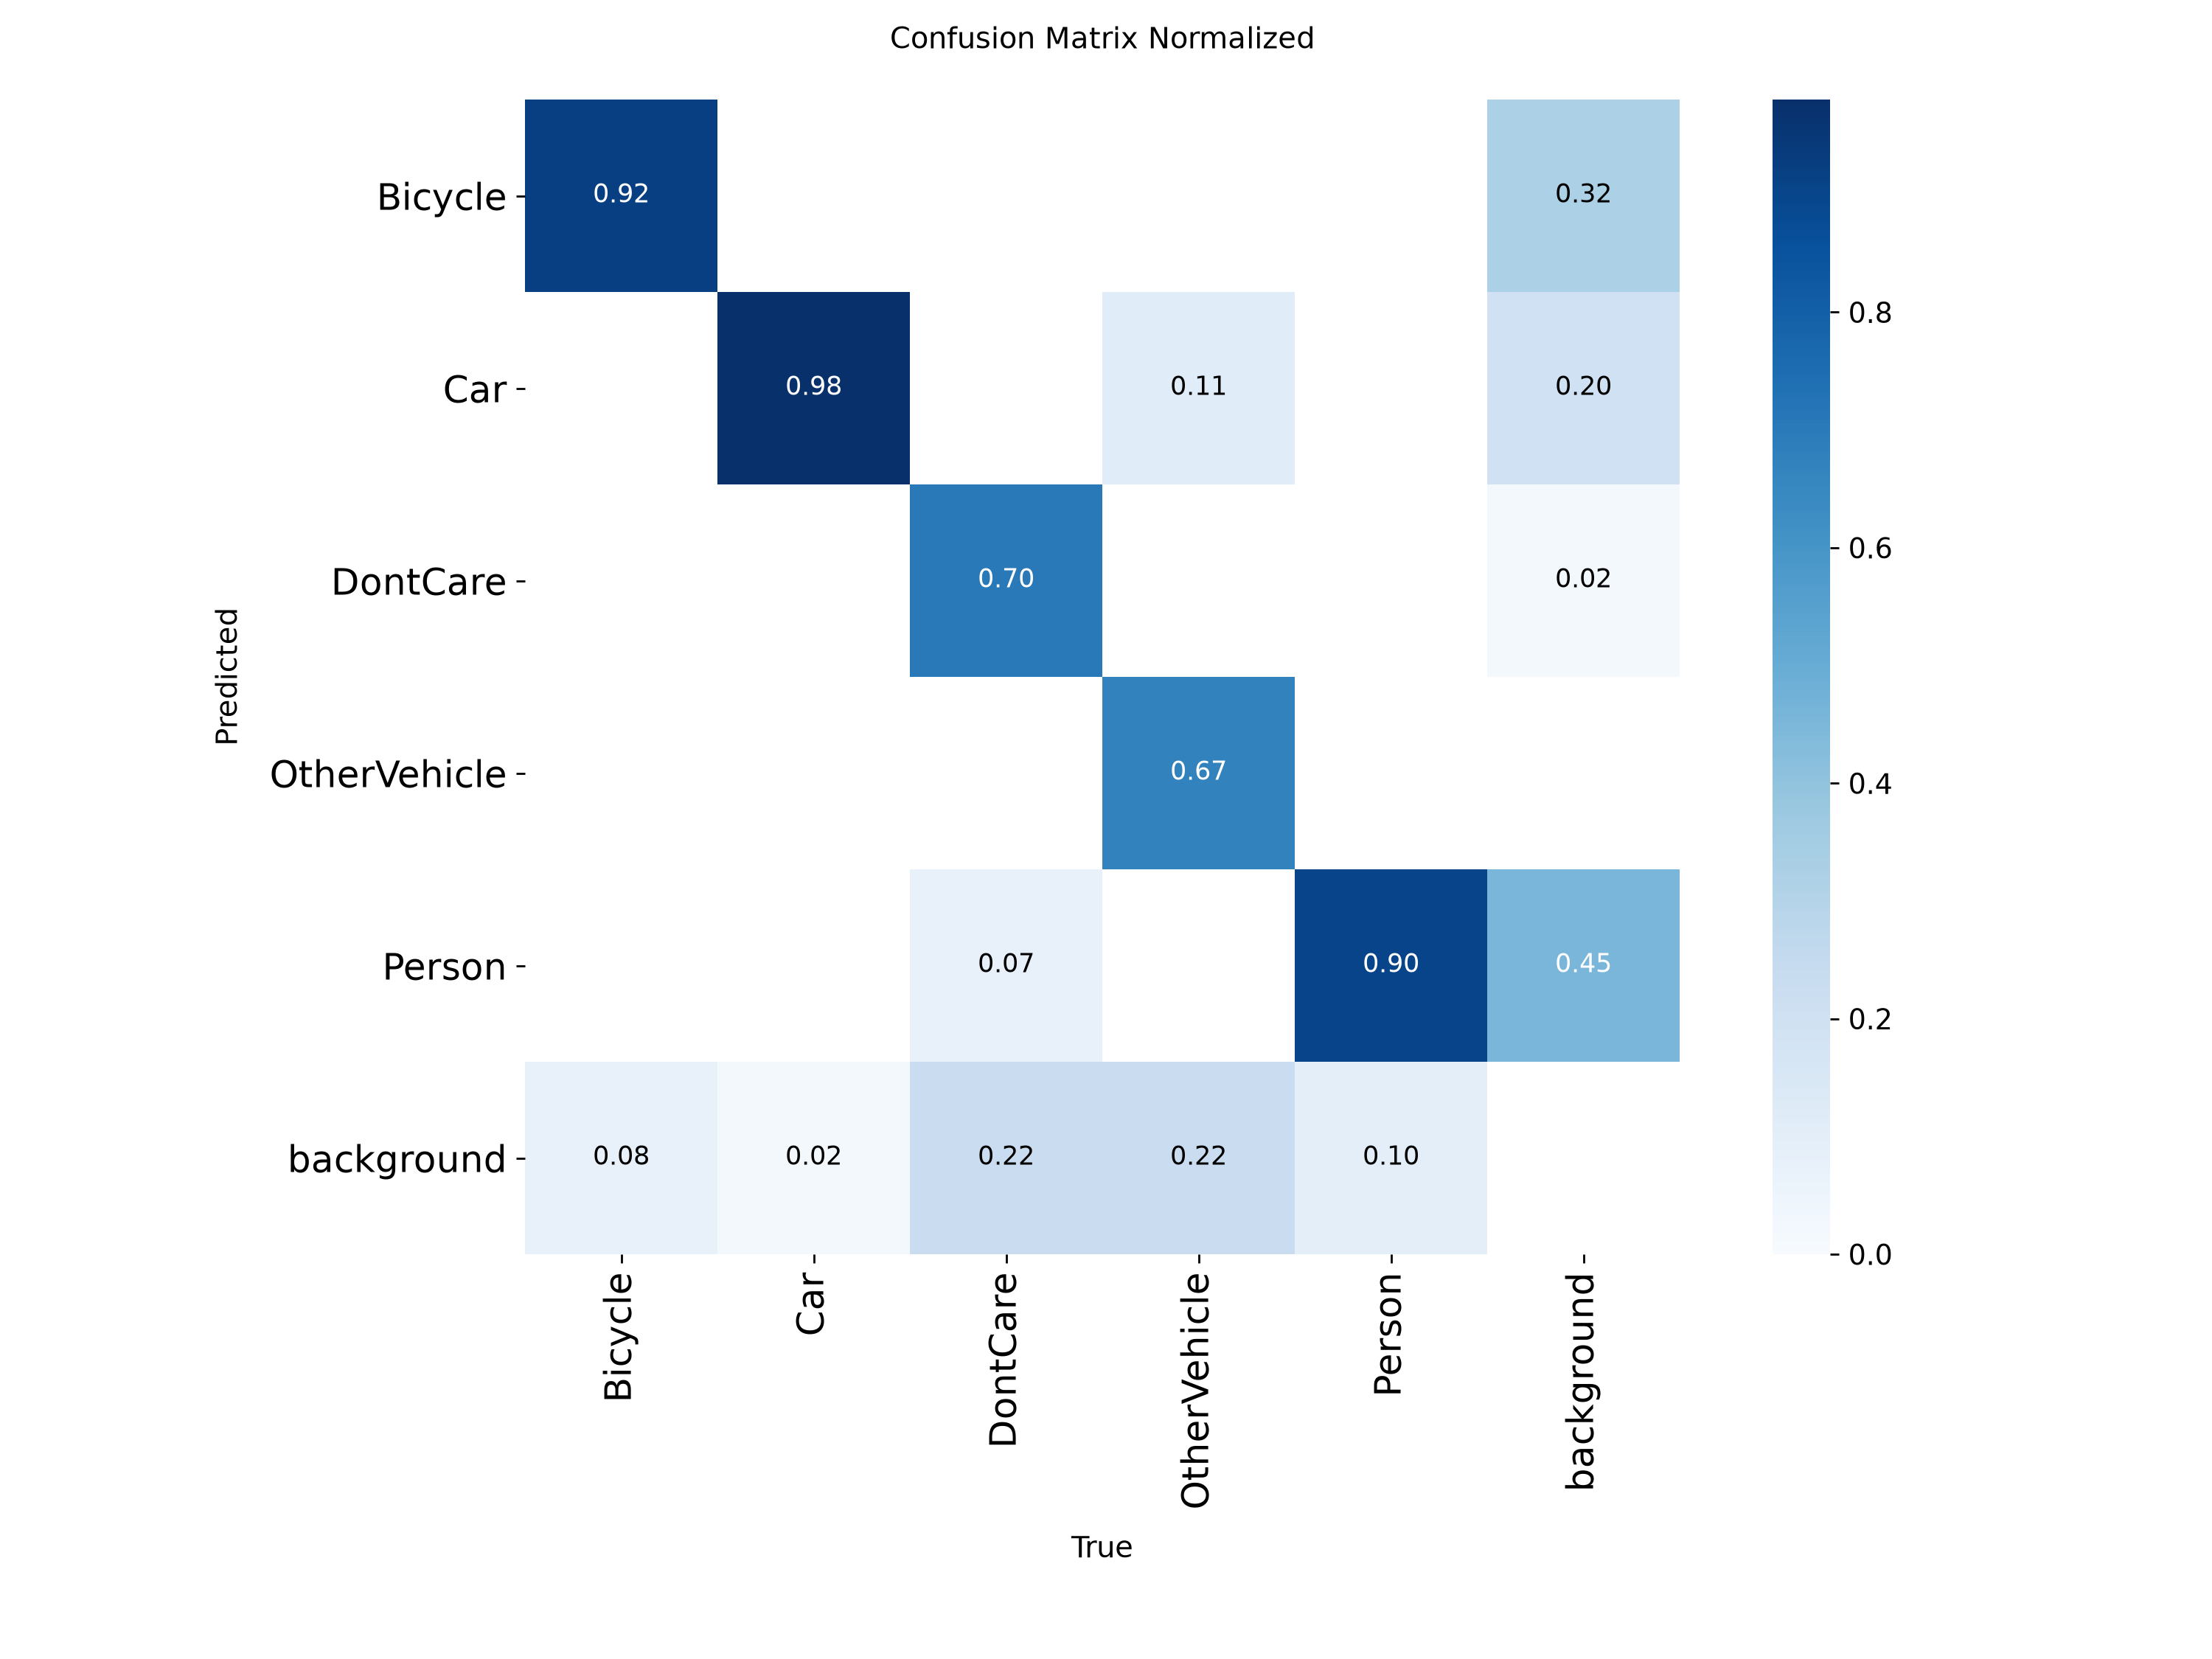 Confusion Matrix Normalized
Bicycle
0.92
0.32
Car
0.98
0.11
0.20
DontCare
0.70
0.02
OtherVehicle
0.67
Person
0.07
0.90
0.45
background
0.08
0.02
0.22
0.22
0.10
Predicted
Bicycle
Car
DontCare
OtherVehicle
Person
background
True
0.8
0.6
0.4
0.2
0.0